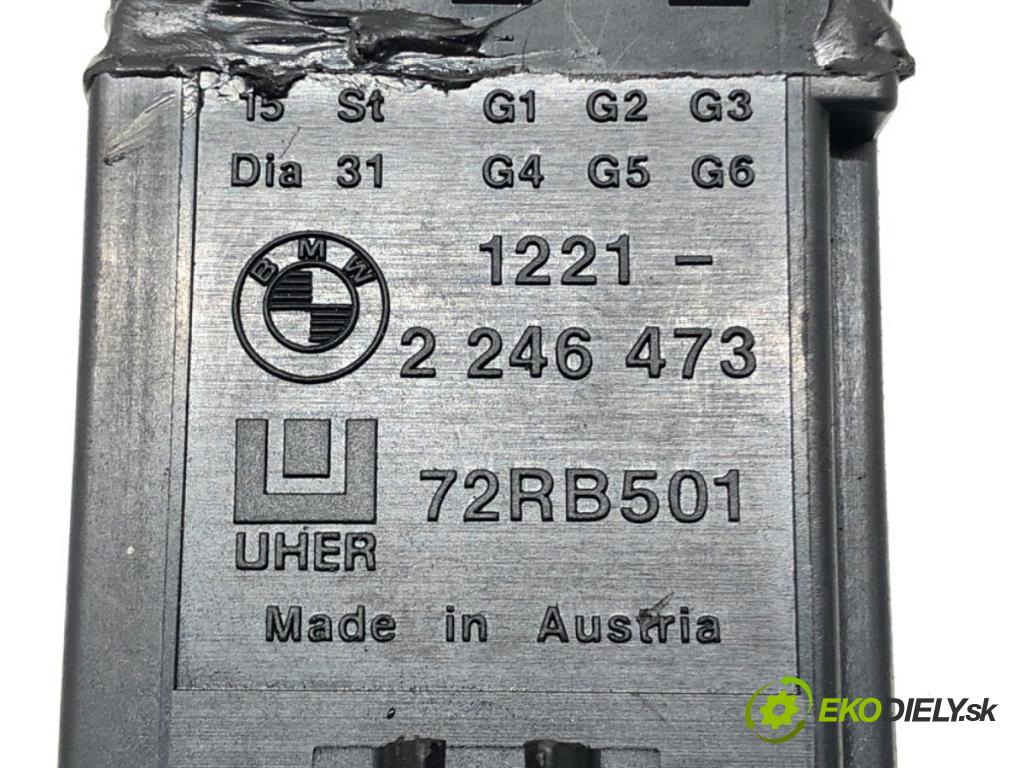 15 St G1 G2 G3
Dia 31 G4 G5 G6
BMW
1221 -
2 246 473
72RB501
UHER
Made in Austria
EKODIELY.sk